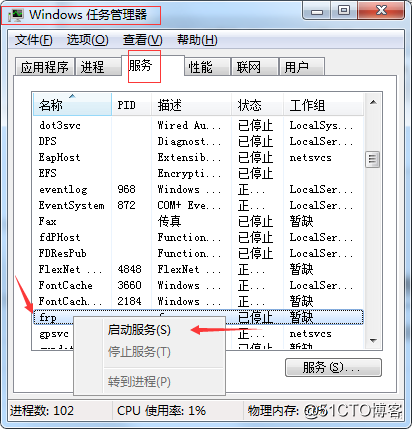 Windows 任务管理器
文件(F) 选项(O) 查看(V) 帮助(H)
应用程序 进程 服务 性能 联网 用户
名称 PID 描述 状态 工作组
dot3svc Wired Au... 已停止 LocalSys...
DPS Diagnost... 已停止 LocalSer...
EapHost Extensib... 已停止 netsvcs
EFS Encrypti... 已停止
eventlog 968 Windows ... 正... LocalSer...
EventSystem 872 COM+ Eve... 正... LocalSer...
Fax 传真 已停止 暂缺
fdPHost Function... 已停止 LocalSer...
FDResPub Function... 已停止 LocalSer...
FlexNet ... 4848 FlexNet ... 正... 暂缺
FontCache 3660 Windows ... 正... LocalSer...
FontCach... 2184 Windows ... 正... 暂缺
frp 已停止 暂缺
启动服务(S)
gpsvc 正... netsvcs
停止服务(T)
已停止 暂缺
转到进程(P)
服务(S)...
进程数: 102 CPU 使用率: 1% 物理内存:
@51CTO博客